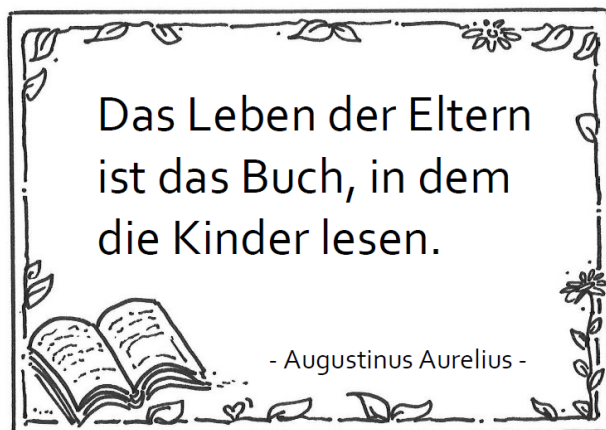 Das Leben der Eltern
ist das Buch, in dem
die Kinder lesen.
- Augustinus Aurelius -